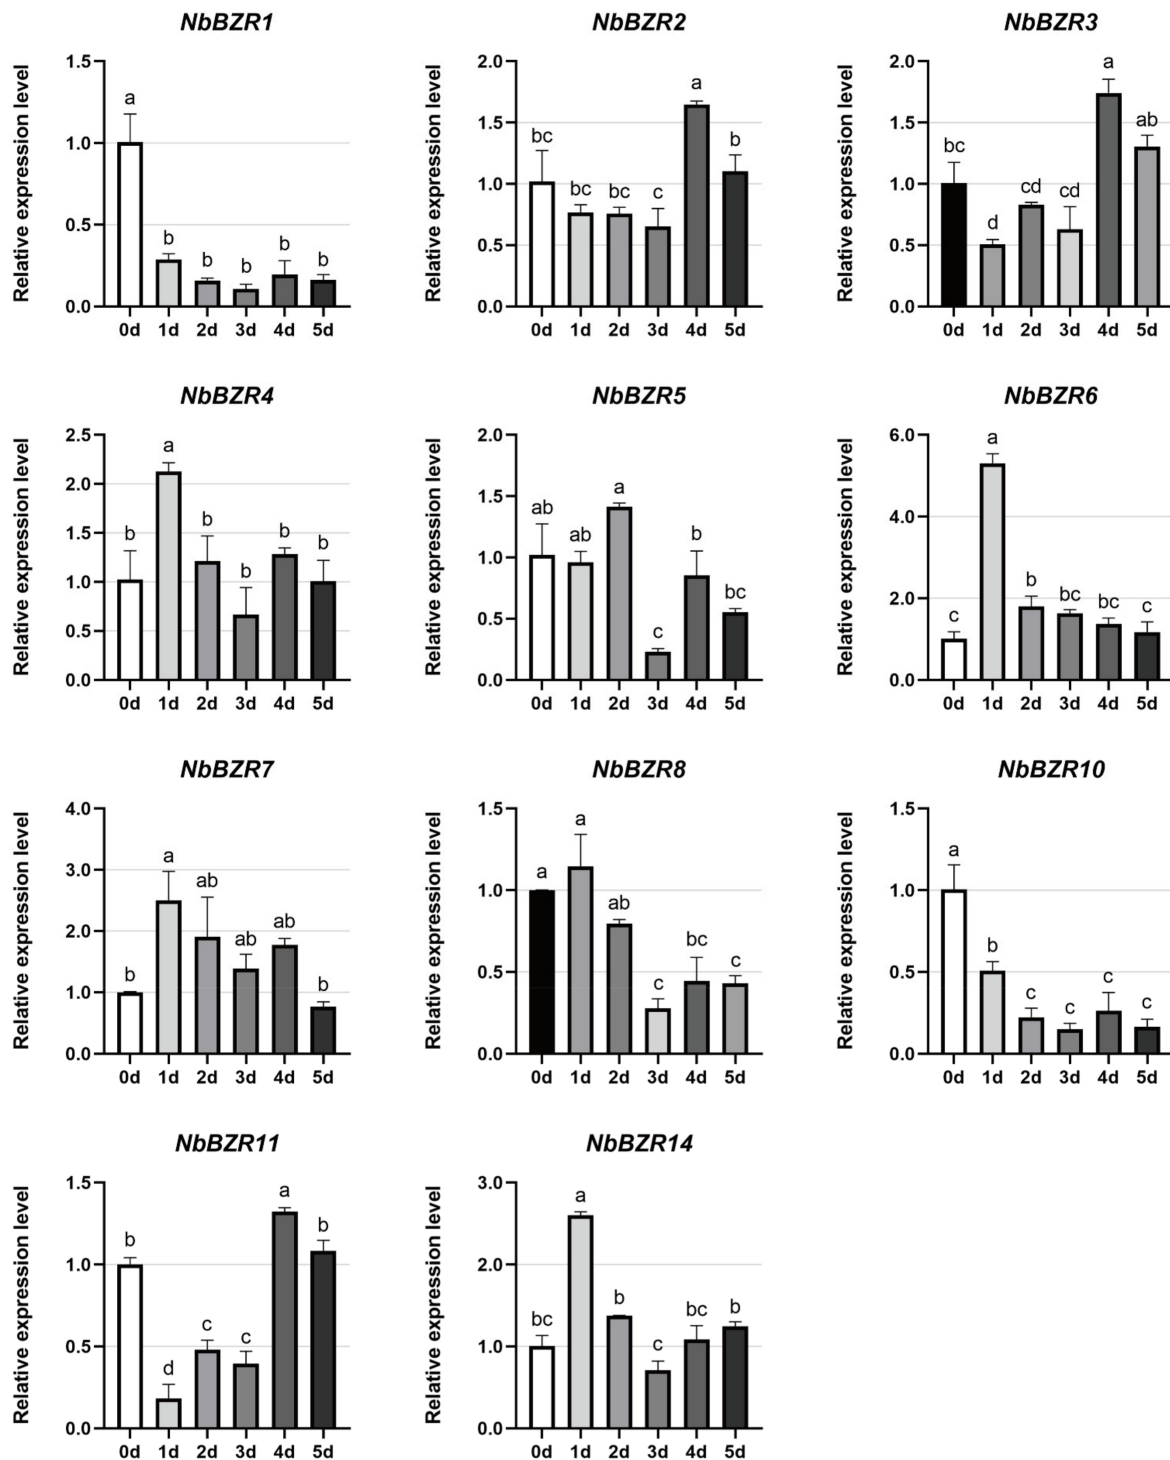 NbBZR1
Relative expression level
1.5
1.0
0.5
0.0
a
b
b
b
b
b
0d 1d 2d 3d 4d 5d
NbBZR2
Relative expression level
2.0
1.5
1.0
0.5
0.0
bc
bc
bc
c
a
b
0d 1d 2d 3d 4d 5d
NbBZR3
Relative expression level
2.0
1.5
1.0
0.5
0.0
bc
d
cd
cd
a
ab
0d 1d 2d 3d 4d 5d
NbBZR4
Relative expression level
2.5
2.0
1.5
1.0
0.5
0.0
b
a
b
b
b
b
0d 1d 2d 3d 4d 5d
NbBZR5
Relative expression level
2.0
1.5
1.0
0.5
0.0
ab
ab
a
c
b
bc
0d 1d 2d 3d 4d 5d
NbBZR6
Relative expression level
6.0
4.0
2.0
0.0
c
a
b
bc
bc
c
0d 1d 2d 3d 4d 5d
NbBZR7
Relative expression level
4.0
3.0
2.0
1.0
0.0
b
a
ab
ab
ab
b
0d 1d 2d 3d 4d 5d
NbBZR8
Relative expression level
1.5
1.0
0.5
0.0
a
a
ab
c
bc
c
0d 1d 2d 3d 4d 5d
NbBZR10
Relative expression level
1.5
1.0
0.5
0.0
a
b
c
c
c
c
0d 1d 2d 3d 4d 5d
NbBZR11
Relative expression level
1.5
1.0
0.5
0.0
b
d
c
c
a
b
0d 1d 2d 3d 4d 5d
NbBZR14
Relative expression level
3.0
2.0
1.0
0.0
bc
a
b
c
bc
b
0d 1d 2d 3d 4d 5d